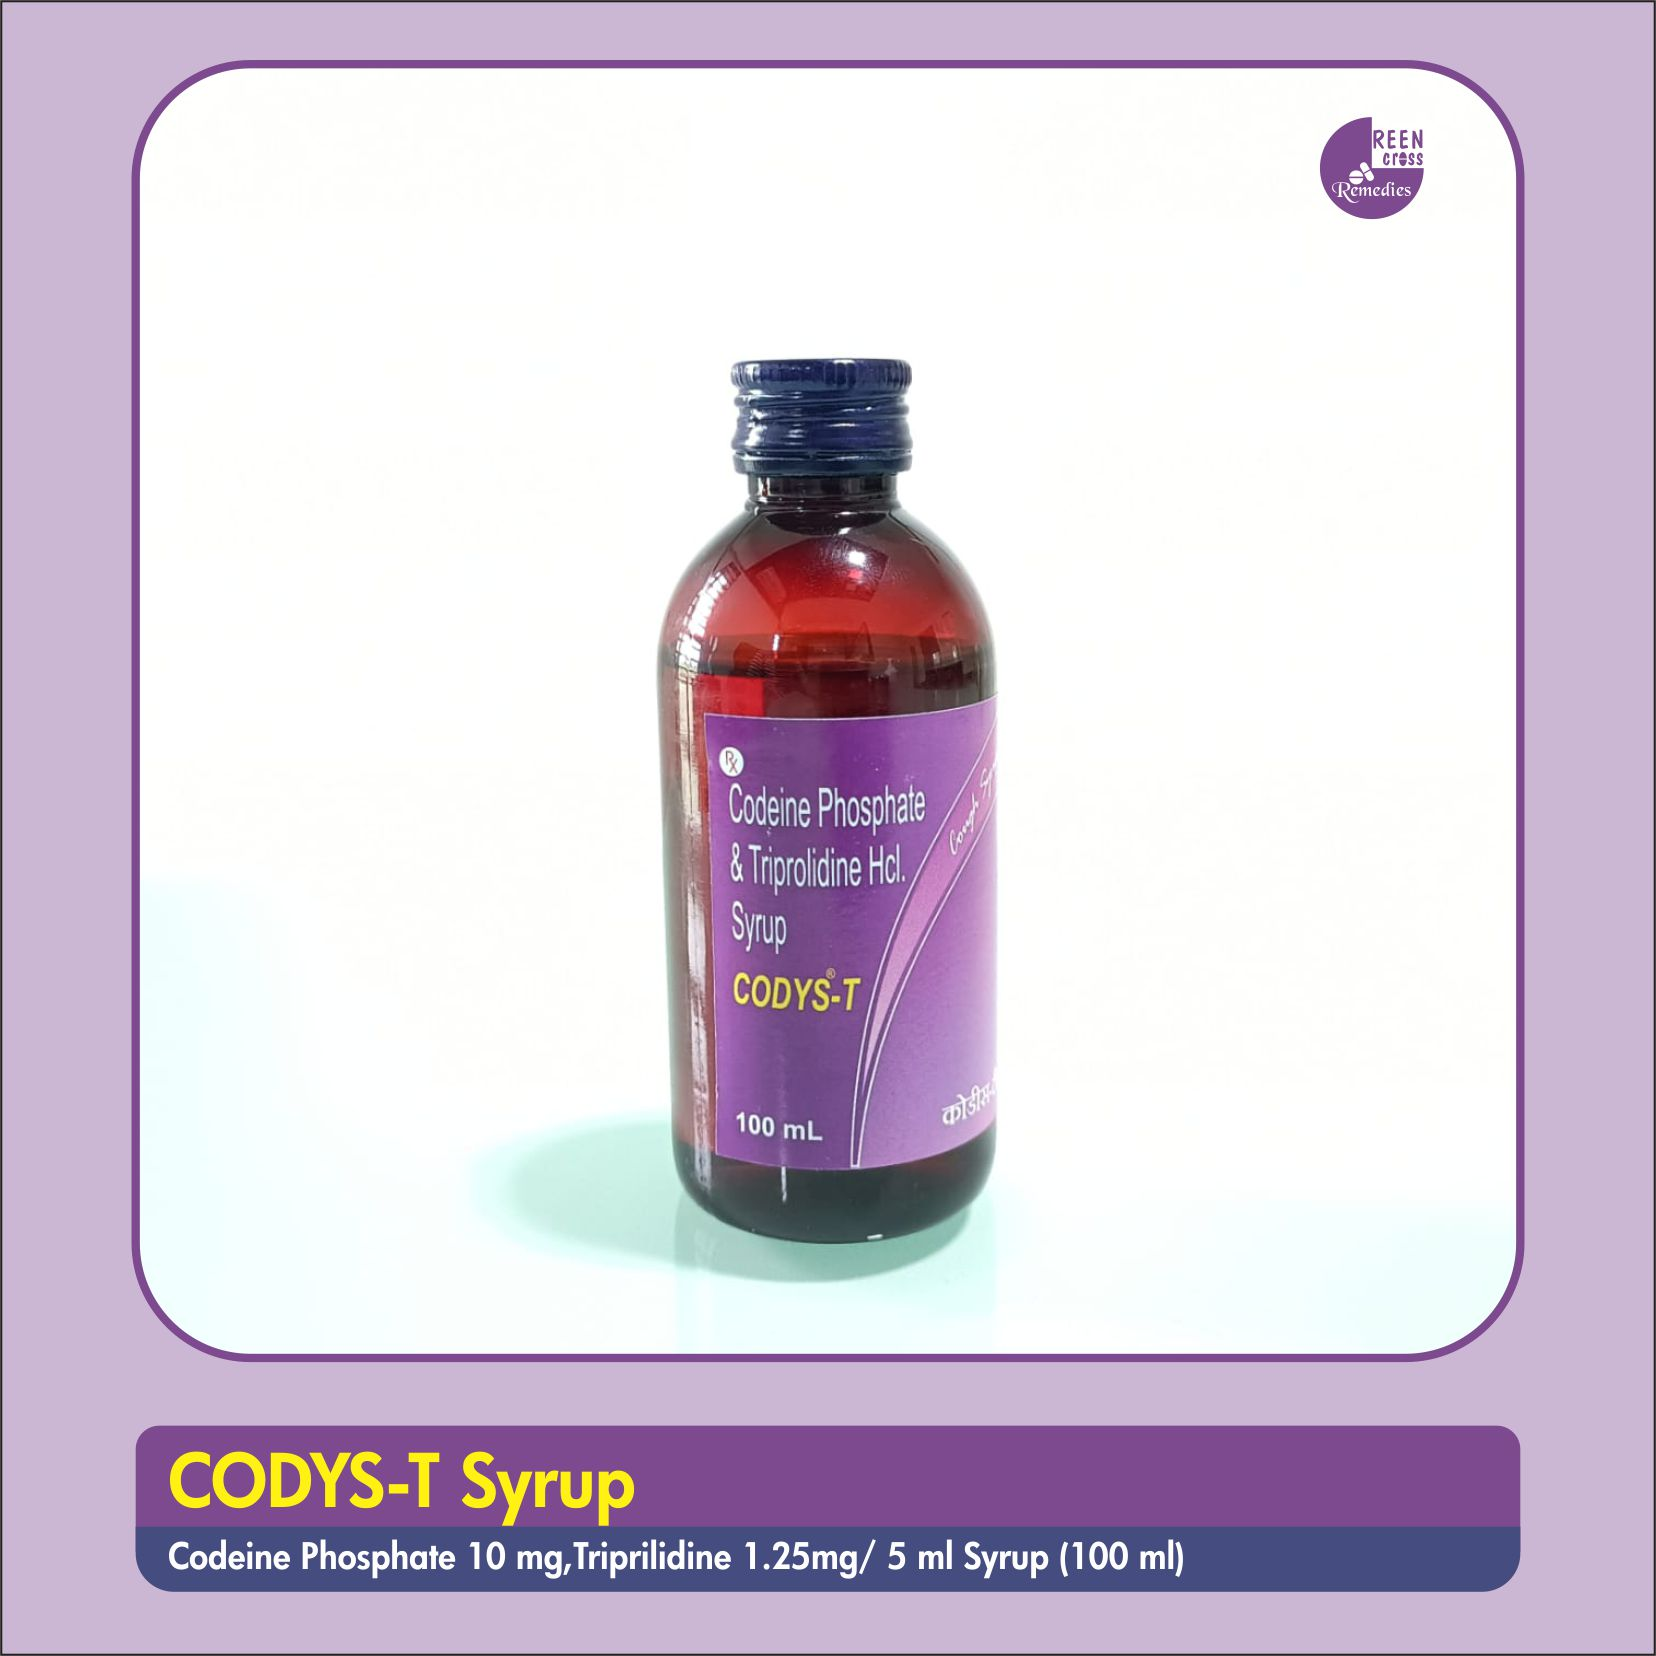 REEN
cross
Remedies
Rx
Codeine Phosphate
& Triprolidine Hcl.
Syrup
CODYS®-T
Cough
100 mL
CODYS-T Syrup
Codeine Phosphate 10 mg,Triprilidine 1.25mg/ 5 ml Syrup (100 ml)